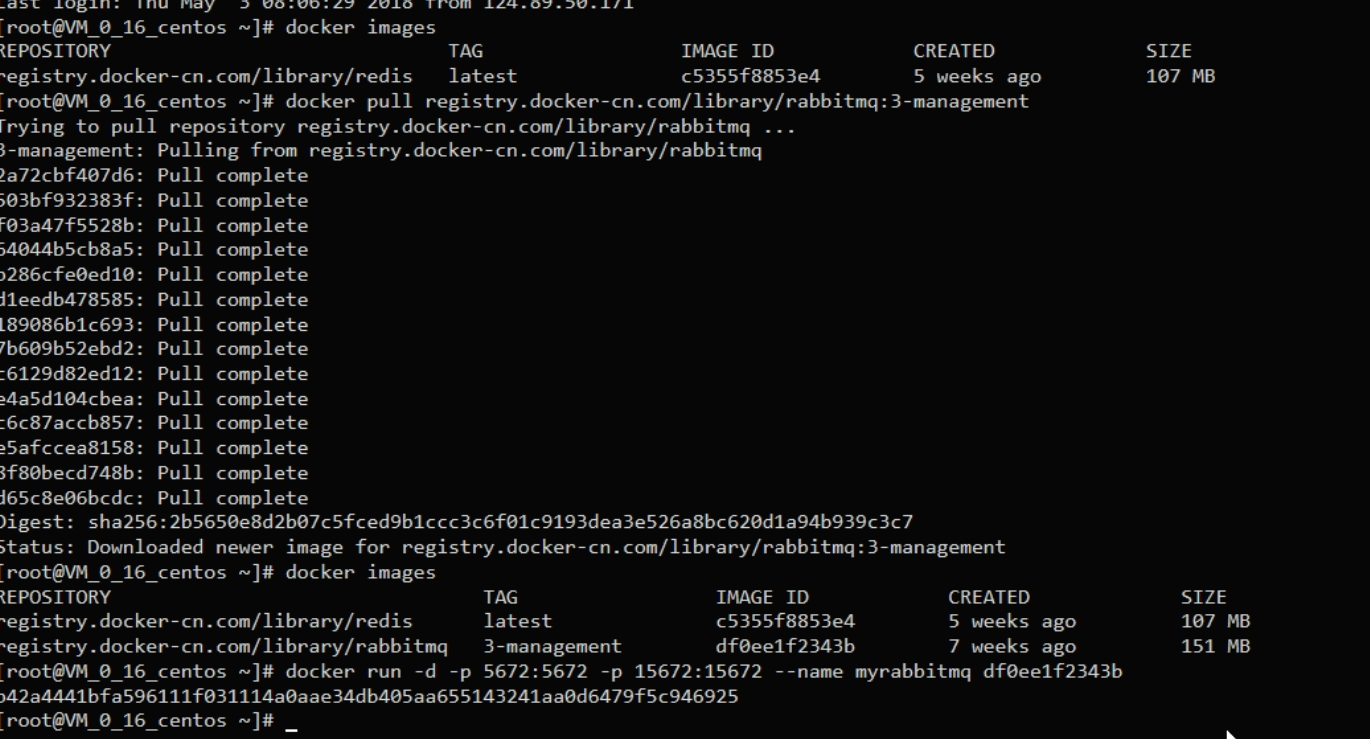 Last login: Thu May  3 08:06:29 2018 from 124.89.50.171
[root@VM_0_16_centos ~]# docker images
REPOSITORY TAG IMAGE ID CREATED SIZE
registry.docker-cn.com/library/redis latest c5355f8853e4 5 weeks ago 107 MB
[root@VM_0_16_centos ~]# docker pull registry.docker-cn.com/library/rabbitmq:3-management
Trying to pull repository registry.docker-cn.com/library/rabbitmq ...
3-management: Pulling from registry.docker-cn.com/library/rabbitmq
2a72cbf407d6: Pull complete
503bf932383f: Pull complete
f03a47f5528b: Pull complete
64044b5cb8a5: Pull complete
b286cfe0ed10: Pull complete
d1eedb478585: Pull complete
189086b1c693: Pull complete
7b609b52ebd2: Pull complete
c6129d82ed12: Pull complete
e4a5d104cbea: Pull complete
c6c87accb857: Pull complete
e5afccea8158: Pull complete
8f80becd748b: Pull complete
d65c8e06bcdc: Pull complete
Digest: sha256:2b5650e8d2b07c5fced9b1ccc3c6f01c9193dea3e526a8bc620d1a94b939c3c7
Status: Downloaded newer image for registry.docker-cn.com/library/rabbitmq:3-management
[root@VM_0_16_centos ~]# docker images
REPOSITORY TAG IMAGE ID CREATED SIZE
registry.docker-cn.com/library/redis latest c5355f8853e4 5 weeks ago 107 MB
registry.docker-cn.com/library/rabbitmq 3-management df0ee1f2343b 7 weeks ago 151 MB
[root@VM_0_16_centos ~]# docker run -d -p 5672:5672 -p 15672:15672 --name myrabbitmq df0ee1f2343b
b42a4441bfa596111f031114a0aae34db405aa655143241aa0d6479f5c946925
[root@VM_0_16_centos ~]# _